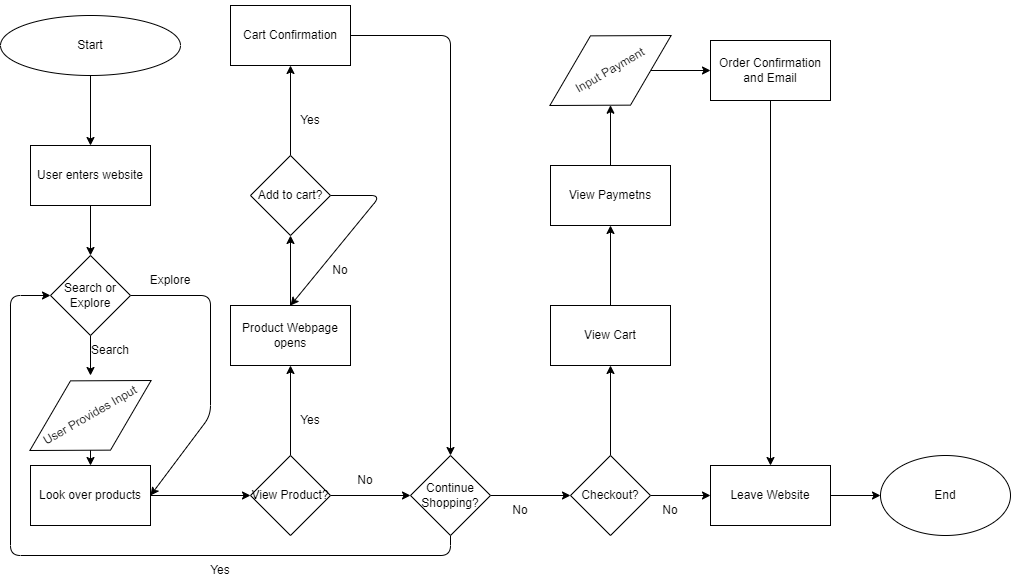 Start
User enters website
Search or
Explore
Explore
Search
User Provides Input
Look over products
View Product?
Yes
No
Product Webpage
opens
Add to cart?
No
Yes
Cart Confirmation
Continue
Shopping?
Yes
No
Checkout?
No
View Cart
View Paymetns
Input Payment
Order Confirmation
and Email
Leave Website
End